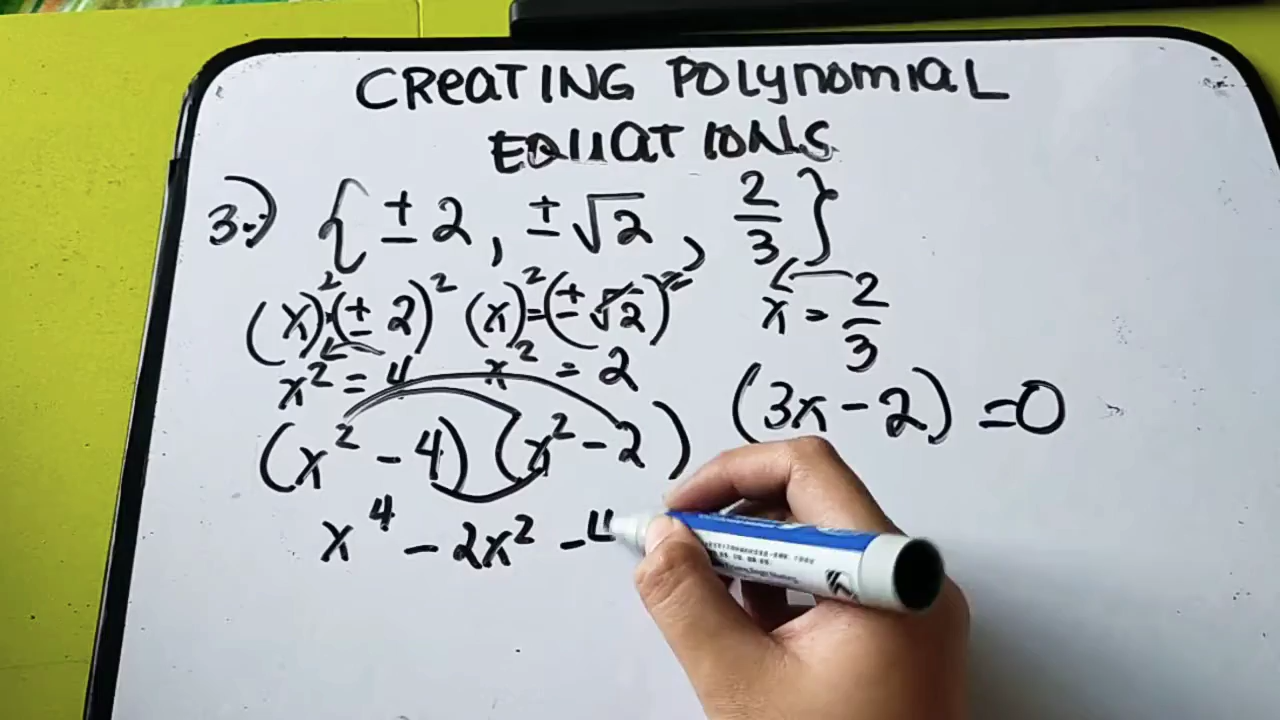 CREATING POLYNOMIAL
EQUATIONS
3.) { ± 2 , ± √2 , 2/3 }
(x)² = (± 2)² (x)² = (± √2)² x = 2/3
x² = 4 x² = 2
(x² - 4) (x² - 2) (3x - 2) = 0
x⁴ - 2x² - 4